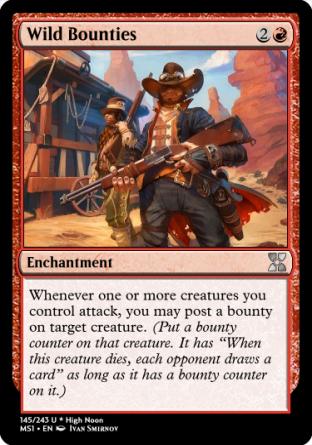 Wild Bounties 2
Enchantment
Whenever one or more creatures you
control attack, you may post a bounty
on target creature. (Put a bounty
counter on that creature. It has “When
this creature dies, each opponent draws a
card” as long as it has a bounty counter
on it.)
145/243 U * High Noon
MS1 • EN Ivan Smirnov